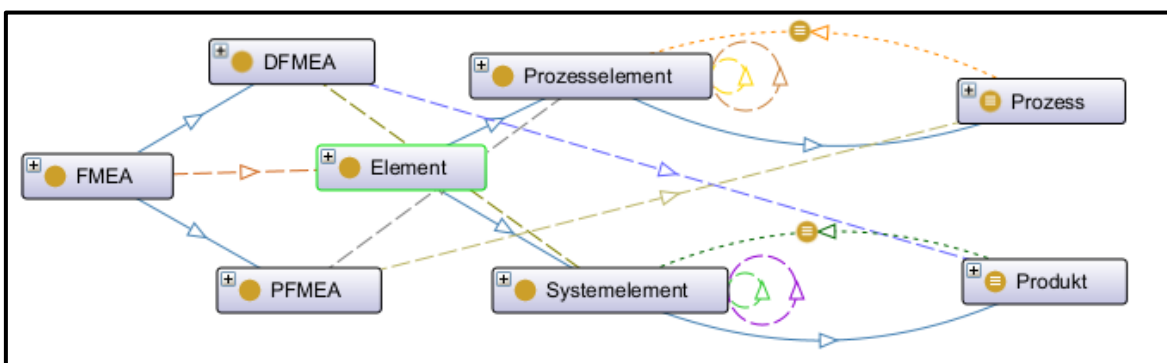 DFMEA
Prozesselement
Prozess
FMEA
Element
PFMEA
Systemelement
Produkt